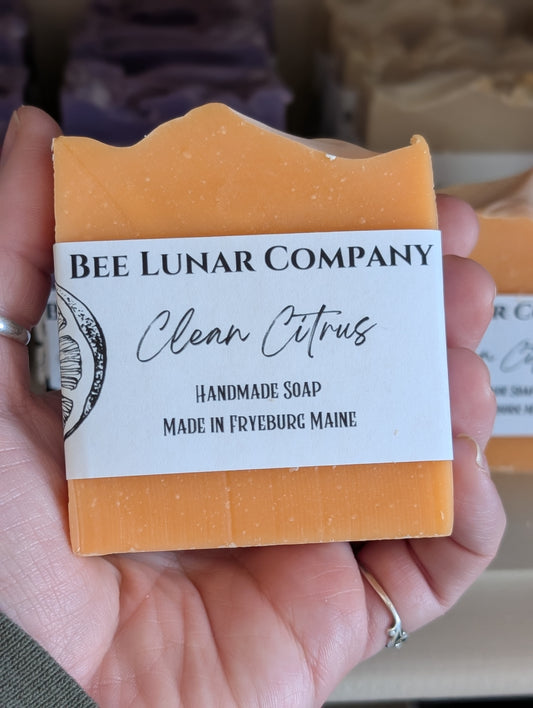 BEE LUNAR COMPANY
Clean Citrus
HANDMADE SOAP
MADE IN FRYEBURG MAINE